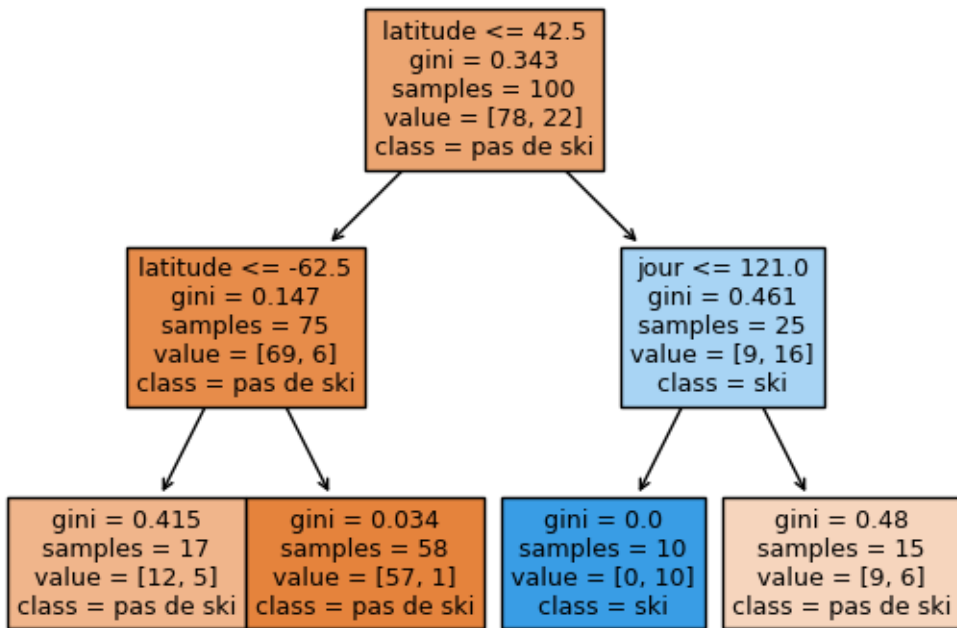 latitude <= 42.5
gini = 0.343
samples = 100
value = [78, 22]
class = pas de ski
latitude <= -62.5
gini = 0.147
samples = 75
value = [69, 6]
class = pas de ski
jour <= 121.0
gini = 0.461
samples = 25
value = [9, 16]
class = ski
gini = 0.415
samples = 17
value = [12, 5]
class = pas de ski
gini = 0.034
samples = 58
value = [57, 1]
class = pas de ski
gini = 0.0
samples = 10
value = [0, 10]
class = ski
gini = 0.48
samples = 15
value = [9, 6]
class = pas de ski